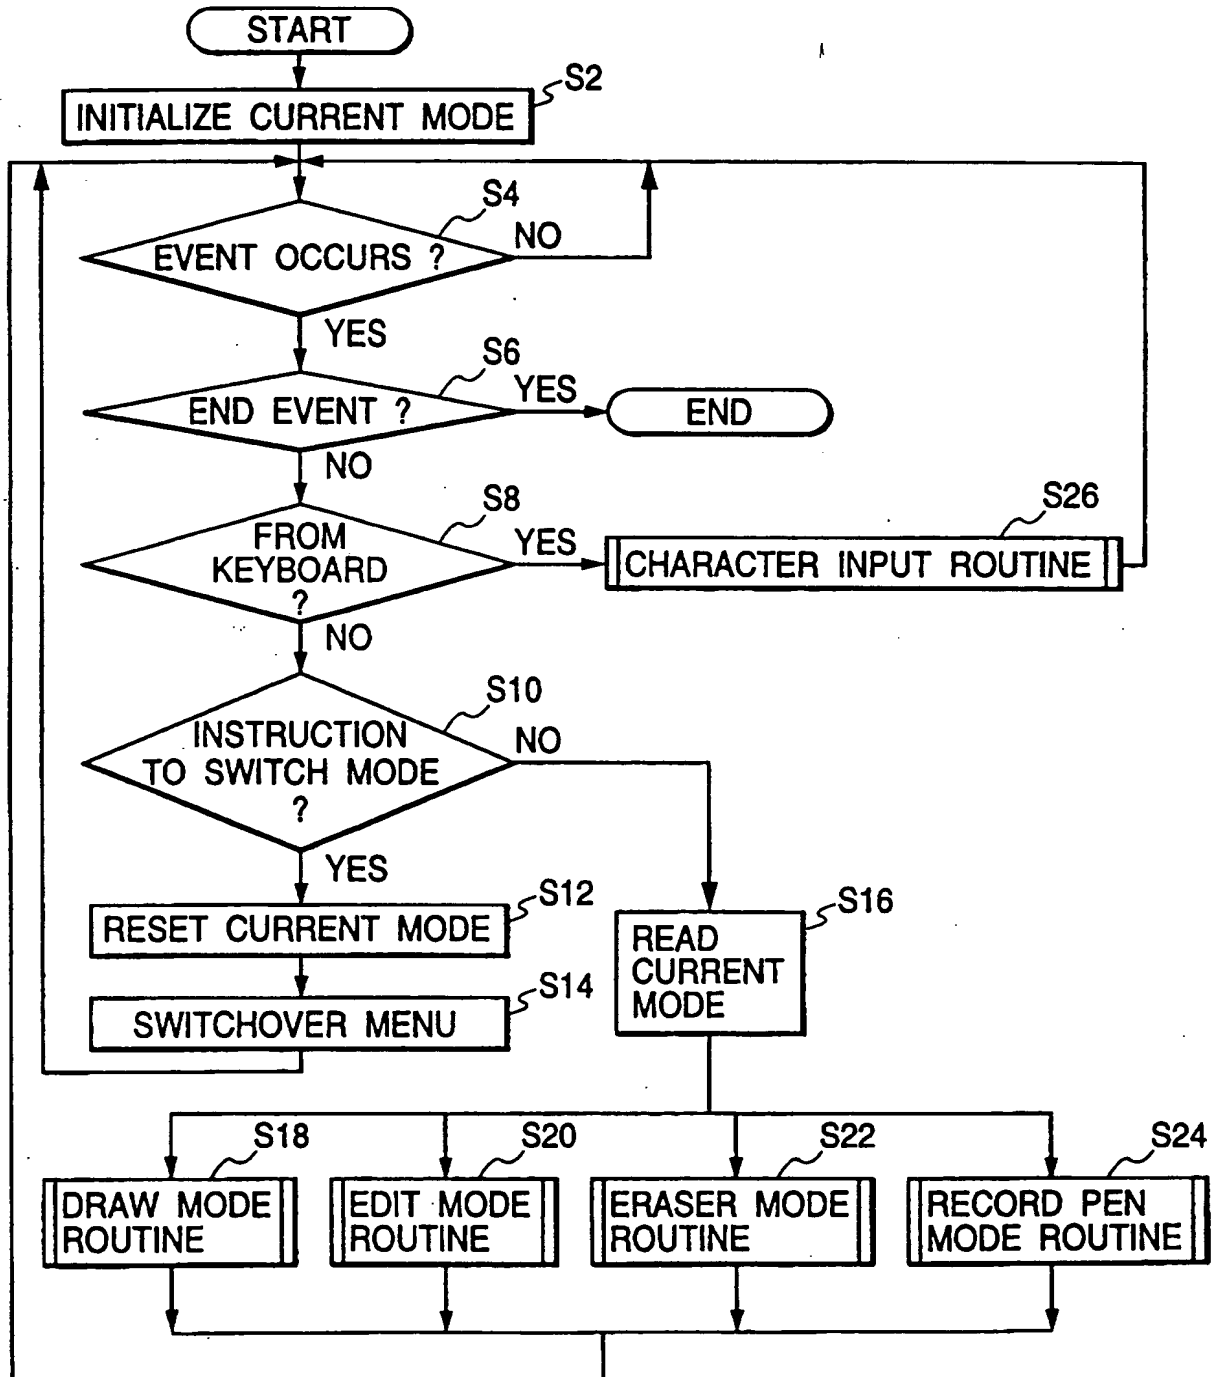 START
S2
INITIALIZE CURRENT MODE
S4
EVENT OCCURS ?
NO
YES
S6
END EVENT ?
YES
END
NO
S8
FROM
KEYBOARD
?
YES
S26
CHARACTER INPUT ROUTINE
NO
S10
INSTRUCTION
TO SWITCH MODE
?
NO
YES
S12
RESET CURRENT MODE
S16
READ
CURRENT
MODE
S14
SWITCHOVER MENU
S18
DRAW MODE
ROUTINE
S20
EDIT MODE
ROUTINE
S22
ERASER MODE
ROUTINE
S24
RECORD PEN
MODE ROUTINE